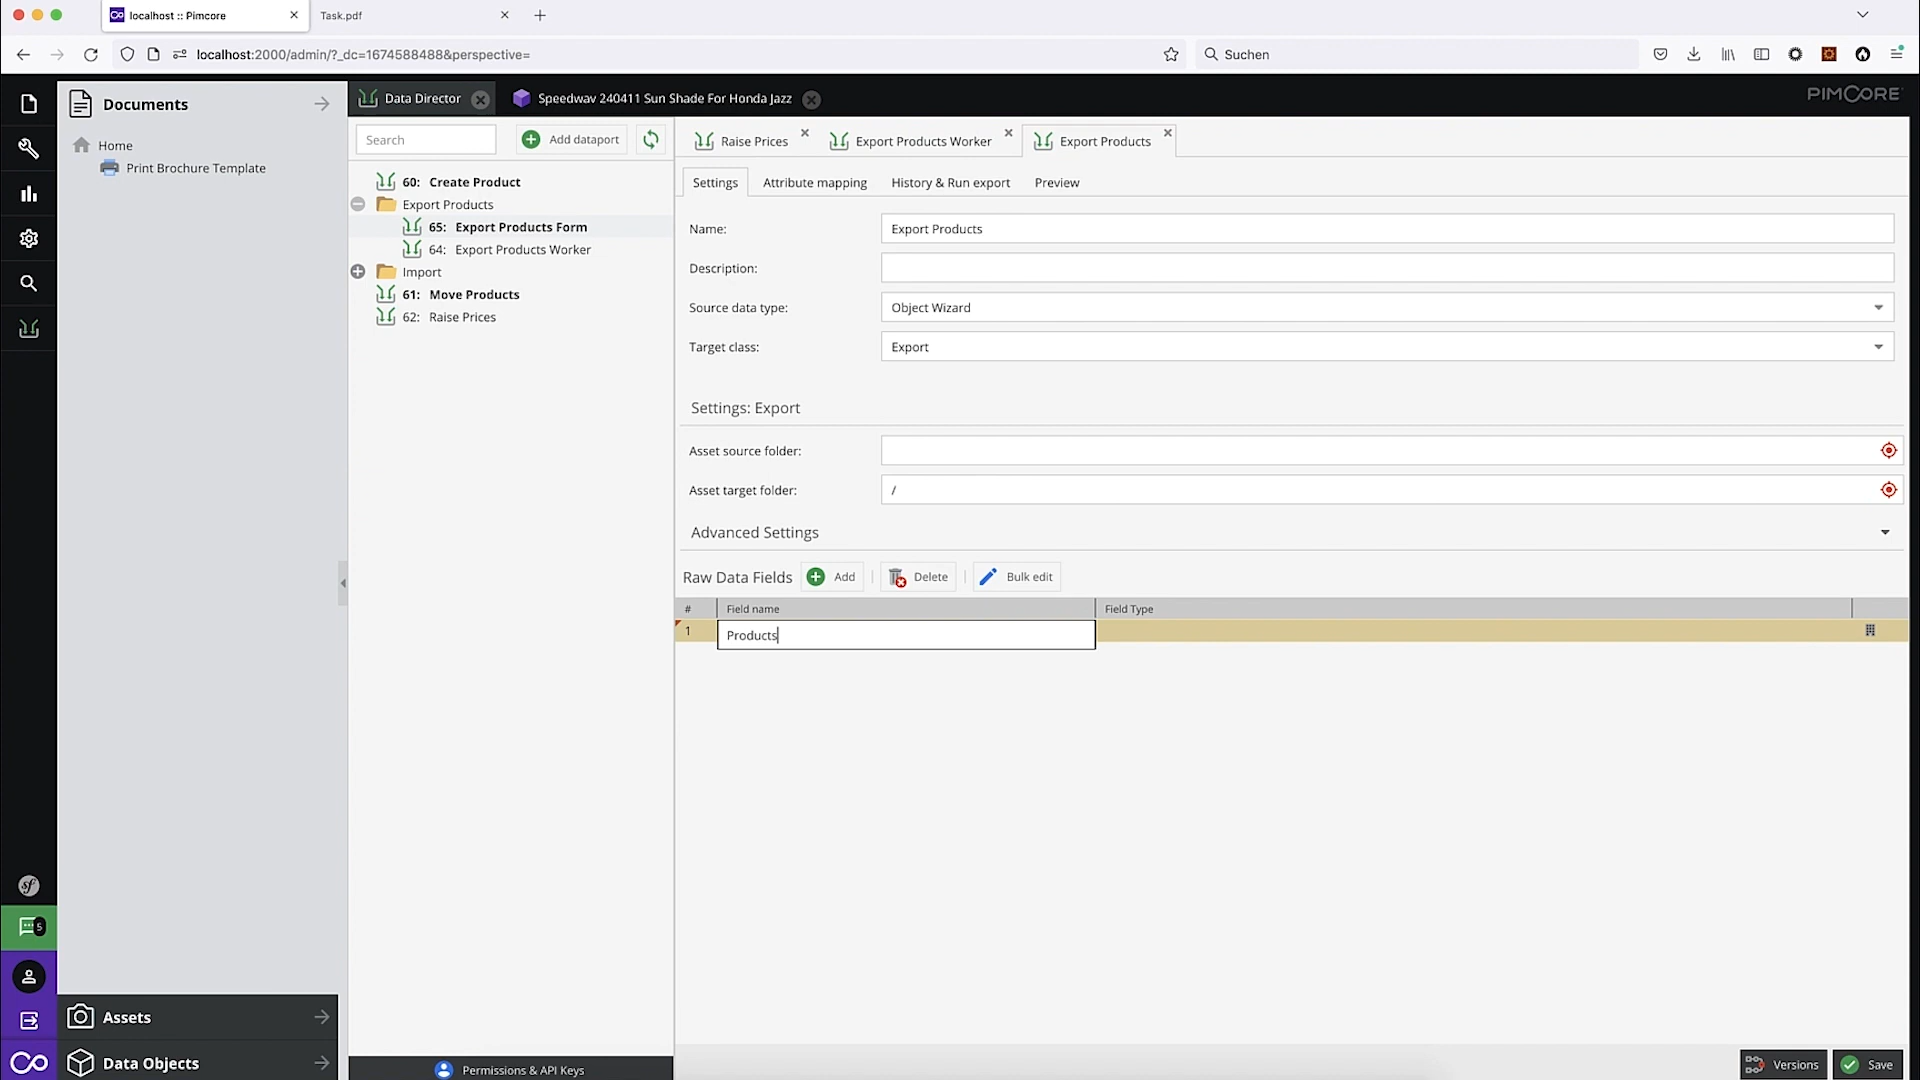 localhost :: Pimcore
Task.pdf
localhost:2000/admin/?_dc=1674588488&perspective=
Suchen
Documents
Home
Print Brochure Template
Data Director
Speedwav 240411 Sun Shade For Honda Jazz
PIMCORE
Search
Add dataport
60: Create Product
Export Products
65: Export Products Form
64: Export Products Worker
Import
61: Move Products
62: Raise Prices
Raise Prices
Export Products Worker
Export Products
Settings
Attribute mapping
History & Run export
Preview
Name:
Export Products
Description:
Source data type:
Object Wizard
Target class:
Export
Settings: Export
Asset source folder:
Asset target folder:
/
Advanced Settings
Raw Data Fields
Add
Delete
Bulk edit
#
Field name
Field Type
1
Products
sf
5
Assets
Data Objects
Permissions & API Keys
Versions
Save